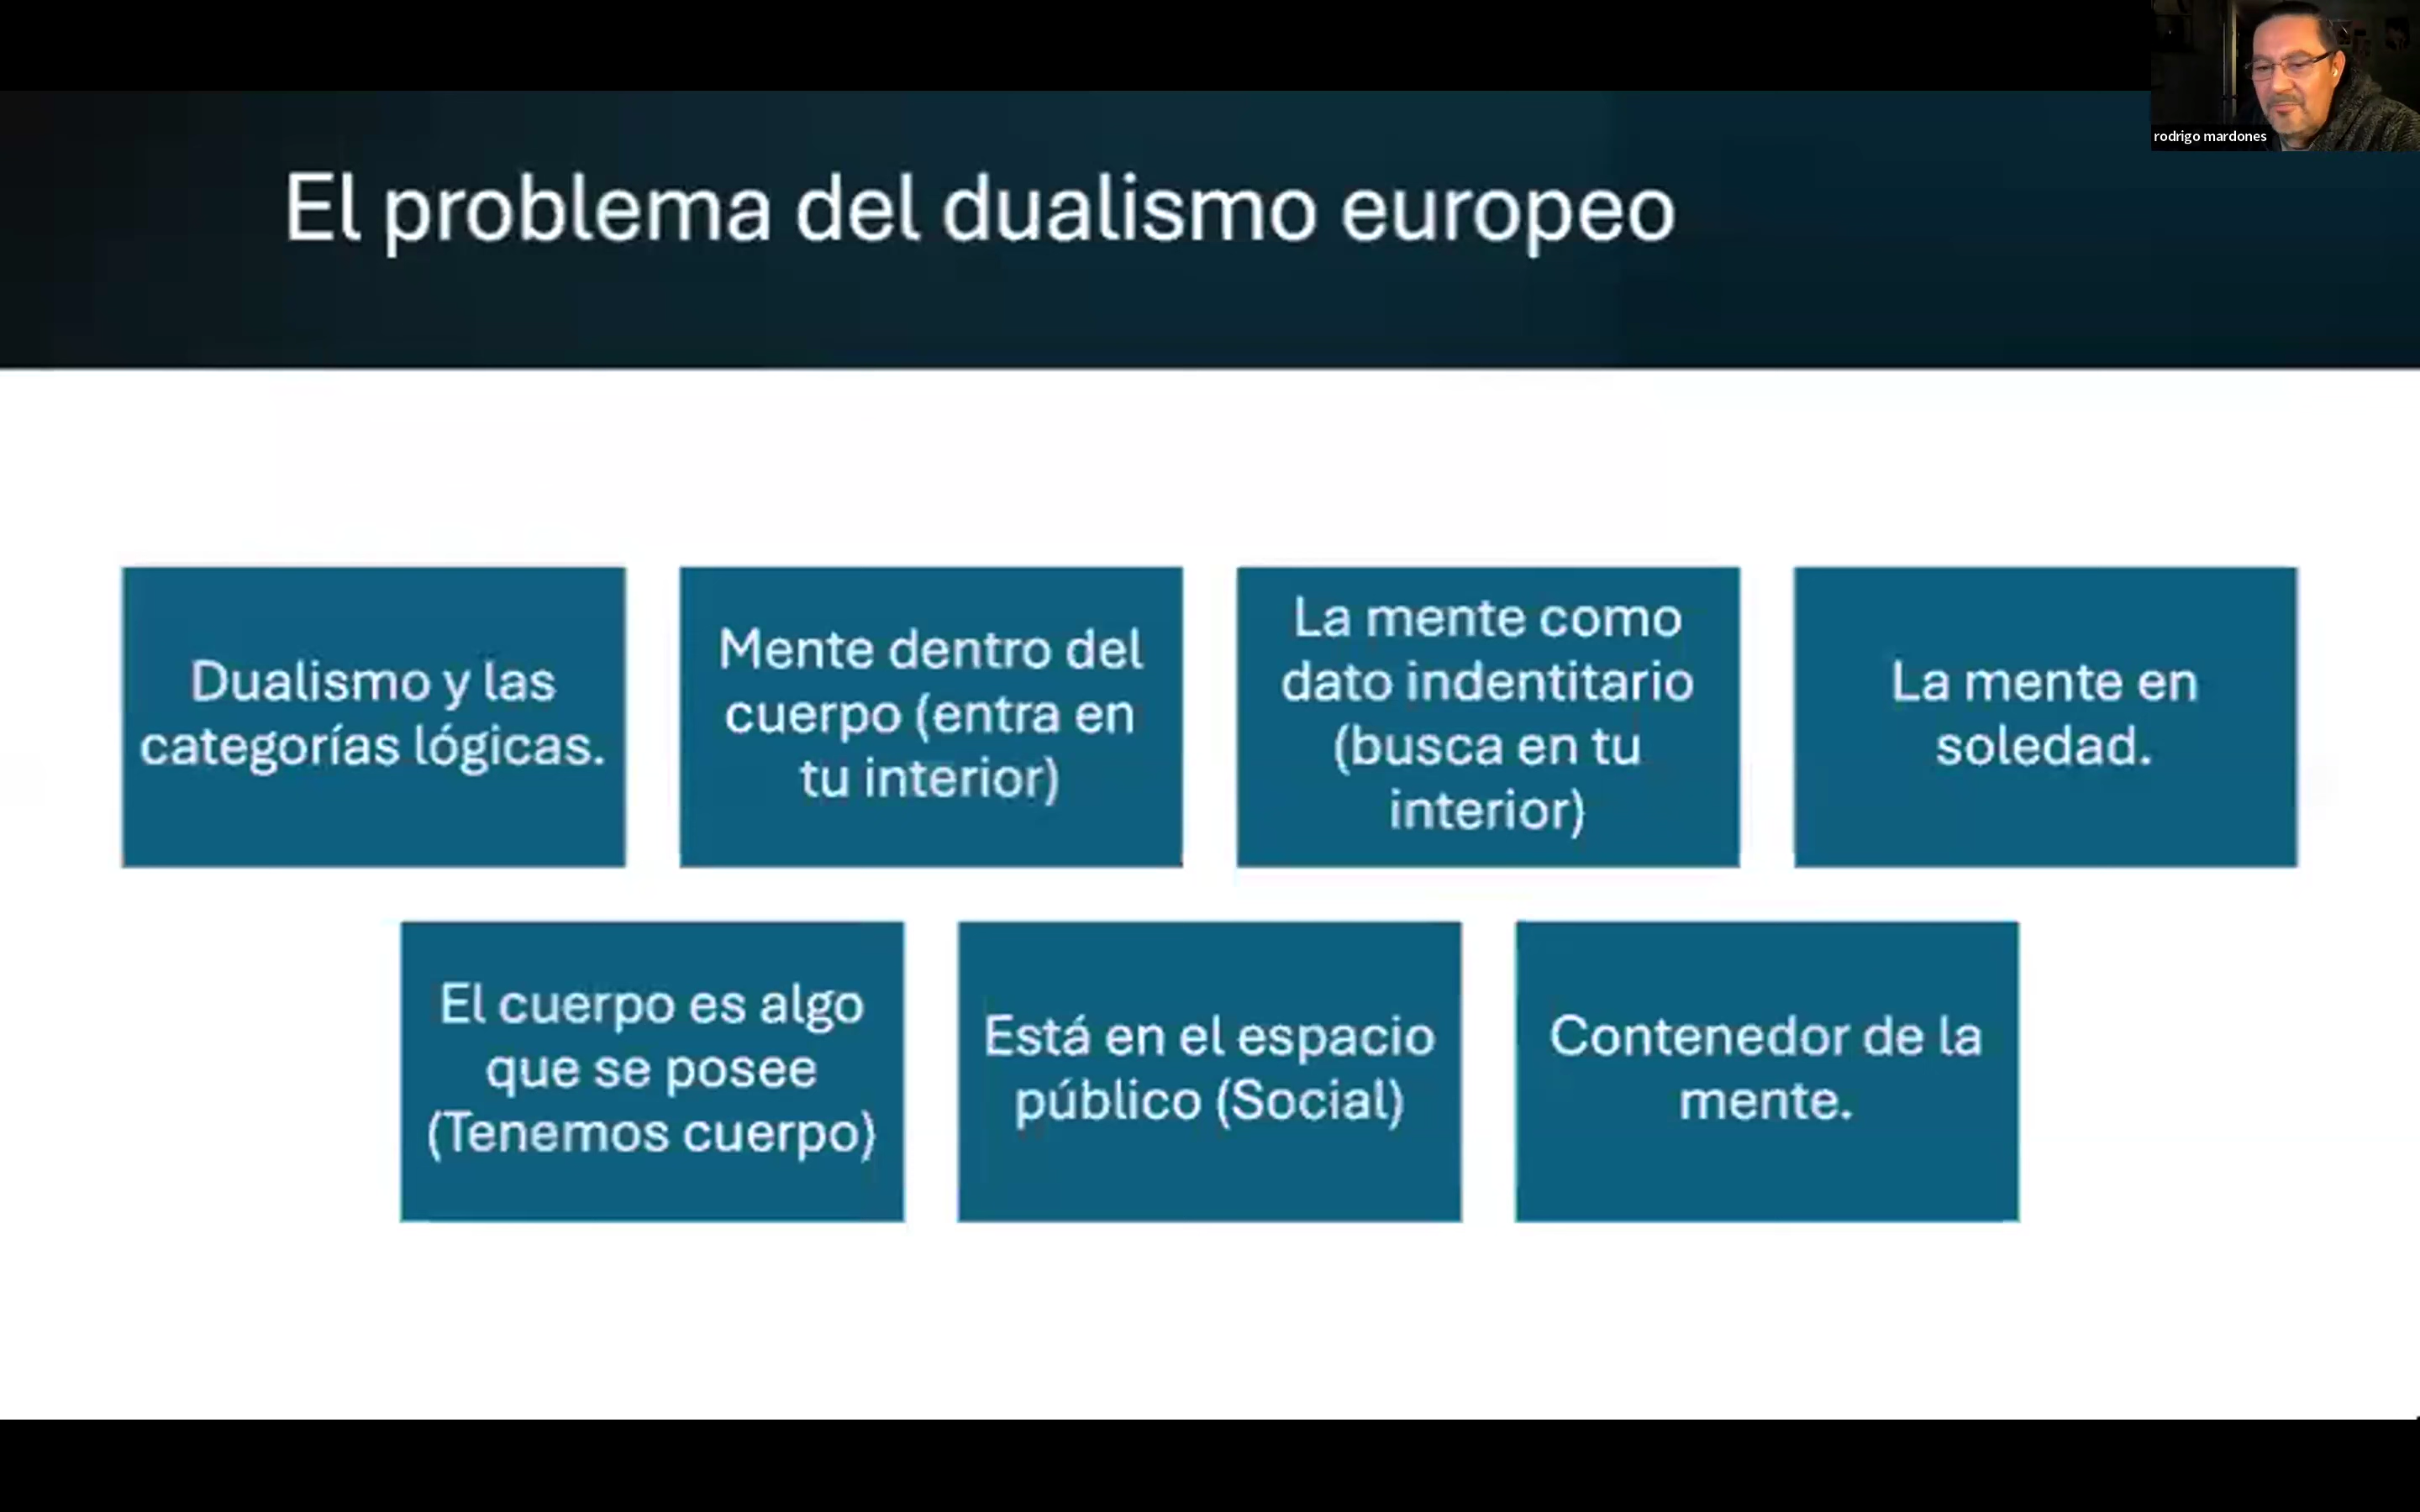 rodrigo mardones
El problema del dualismo europeo
Dualismo y las
categorías lógicas.
Mente dentro del
cuerpo (entra en
tu interior)
La mente como
dato indentitario
(busca en tu
interior)
La mente en
soledad.
El cuerpo es algo
que se posee
(Tenemos cuerpo)
Está en el espacio
público (Social)
Contenedor de la
mente.